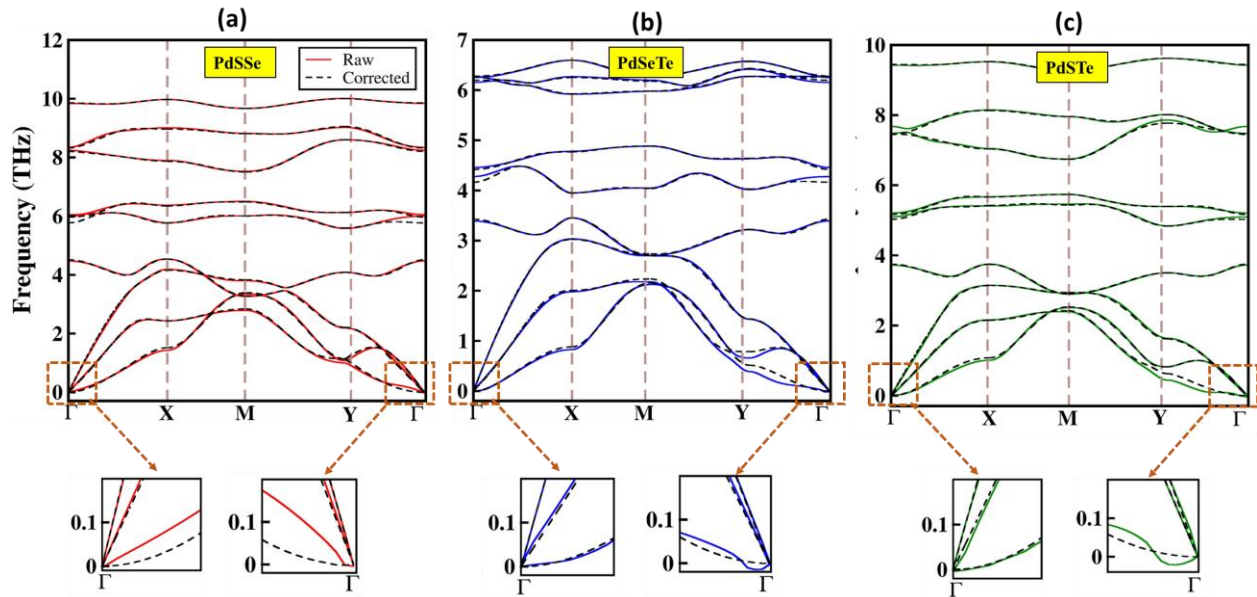 (a)
(b)
(c)
12
10
8
6
4
2
0
Frequency (THz)
PdSSe
Raw
Corrected
Γ X M Y Γ
7
6
5
4
3
2
1
0
PdSeTe
Γ X M Y Γ
10
8
6
4
2
0
PdSTe
Γ X M Y Γ
0.1
0
Γ
0.1
0
Γ
0.1
0
Γ
0.1
0
Γ
0.1
0
Γ
0.1
0
Γ